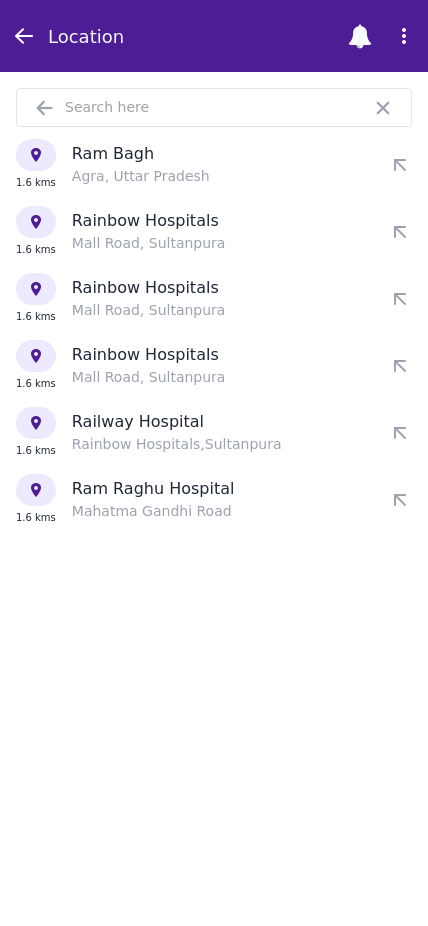 Location
Search here
Ram Bagh
Agra, Uttar Pradesh
1.6 kms
Rainbow Hospitals
Mall Road, Sultanpura
1.6 kms
Rainbow Hospitals
Mall Road, Sultanpura
1.6 kms
Rainbow Hospitals
Mall Road, Sultanpura
1.6 kms
Railway Hospital
Rainbow Hospitals,Sultanpura
1.6 kms
Ram Raghu Hospital
Mahatma Gandhi Road
1.6 kms